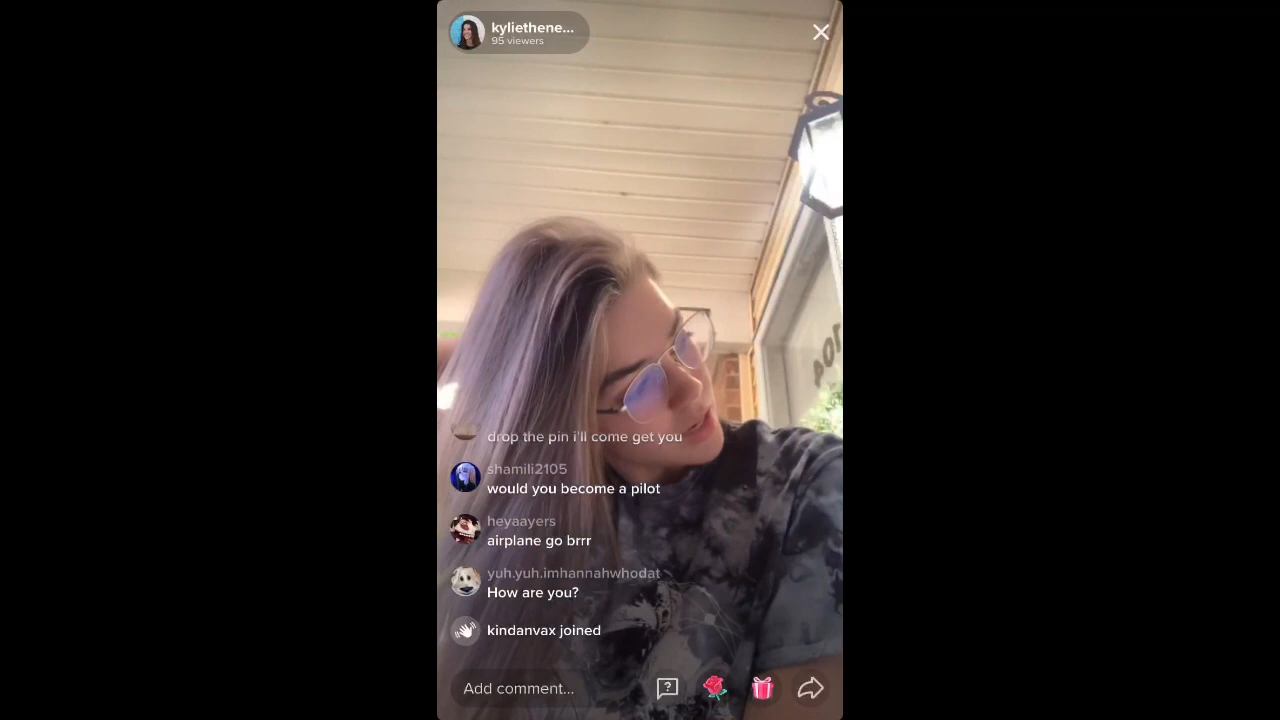 kyliethene...
95 viewers
704
drop the pin i'll come get you
shamili2105
would you become a pilot
heyaayers
airplane go brrr
yuh.yuh.imhannahwhodat
How are you?
kindanvax joined
Add comment...
?